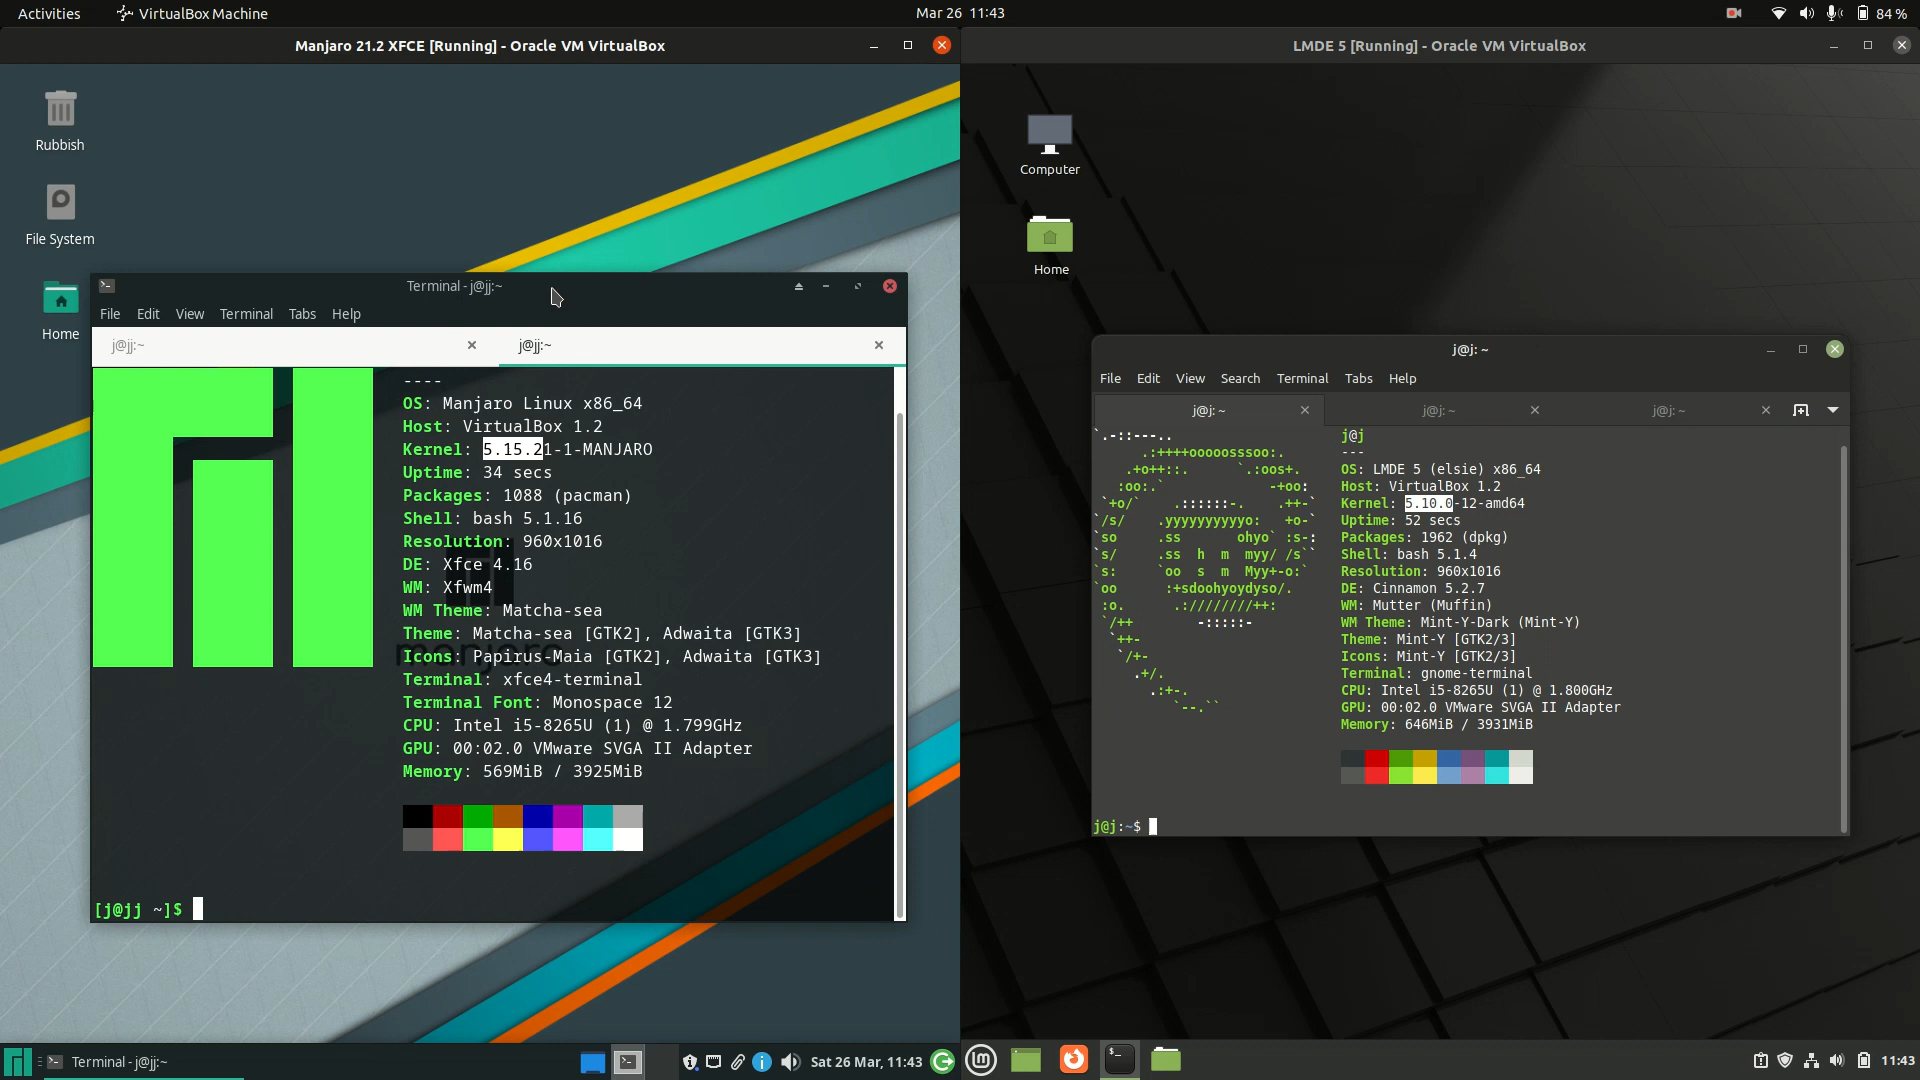 Activities
VirtualBox Machine
Mar 26 11:43
84 %
Manjaro 21.2 XFCE [Running] - Oracle VM VirtualBox
Rubbish
File System
Home
Terminal - j@jj:~
File Edit View Terminal Tabs Help
j@jj:~
j@jj:~
----
OS: Manjaro Linux x86_64
Host: VirtualBox 1.2
Kernel: 5.15.21-1-MANJARO
Uptime: 34 secs
Packages: 1088 (pacman)
Shell: bash 5.1.16
Resolution: 960x1016
DE: Xfce 4.16
WM: Xfwm4
WM Theme: Matcha-sea
Theme: Matcha-sea [GTK2], Adwaita [GTK3]
Icons: Papirus-Maia [GTK2], Adwaita [GTK3]
Terminal: xfce4-terminal
Terminal Font: Monospace 12
CPU: Intel i5-8265U (1) @ 1.799GHz
GPU: 00:02.0 VMware SVGA II Adapter
Memory: 569MiB / 3925MiB
[j@jj ~]$
Terminal - j@jj:~
Sat 26 Mar, 11:43
LMDE 5 [Running] - Oracle VM VirtualBox
Computer
Home
j@j: ~
File Edit View Search Terminal Tabs Help
j@j: ~
j@j: ~
j@j: ~
j@j
---
OS: LMDE 5 (elsie) x86_64
Host: VirtualBox 1.2
Kernel: 5.10.0-12-amd64
Uptime: 52 secs
Packages: 1962 (dpkg)
Shell: bash 5.1.4
Resolution: 960x1016
DE: Cinnamon 5.2.7
WM: Mutter (Muffin)
WM Theme: Mint-Y-Dark (Mint-Y)
Theme: Mint-Y [GTK2/3]
Icons: Mint-Y [GTK2/3]
Terminal: gnome-terminal
CPU: Intel i5-8265U (1) @ 1.800GHz
GPU: 00:02.0 VMware SVGA II Adapter
Memory: 646MiB / 3931MiB
j@j:~$
11:43